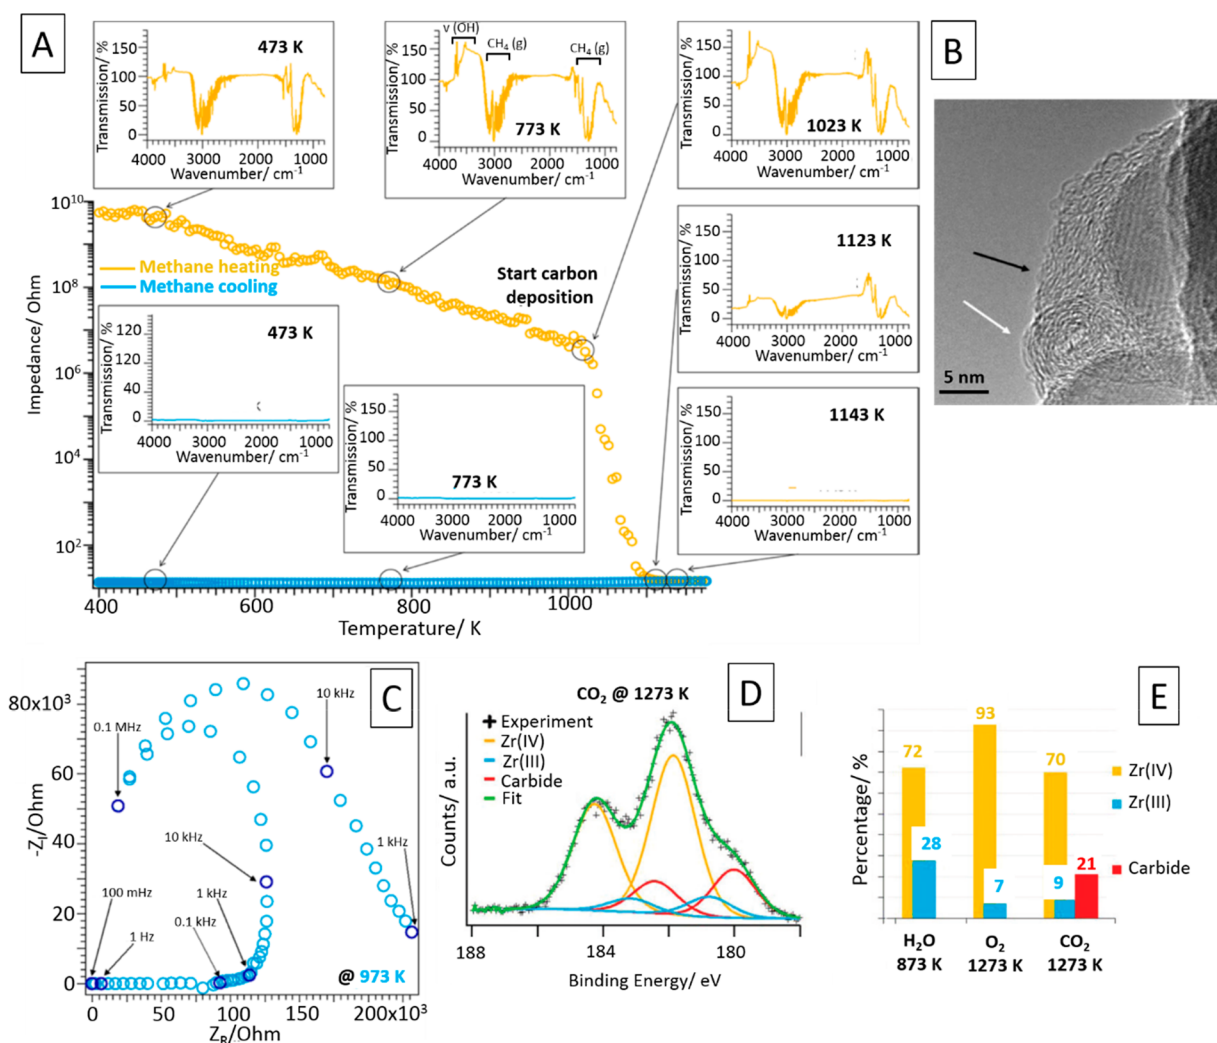 A
Transmission/ %
150
100
50
0
473 K
4000
3000
2000
1000
Wavenumber/ cm⁻¹
ν (OH)
CH₄ (g)
CH₄ (g)
Transmission/ %
150
100
50
0
773 K
4000
3000
2000
1000
Wavenumber/ cm⁻¹
Transmission/ %
150
100
50
0
1023 K
4000
3000
2000
1000
Wavenumber/ cm⁻¹
B
5 nm
Impedance/ Ohm
10¹⁰
10⁸
10⁶
10⁴
10²
Methane heating
Methane cooling
Start carbon
deposition
Transmission/ %
150
100
50
0
1123 K
4000
3000
2000
1000
Wavenumber/ cm⁻¹
Transmission/ %
120
120
40
0
473 K
4000
3000
2000
1000
Wavenumber/ cm⁻¹
Transmission/ %
150
100
50
0
773 K
4000
3000
2000
1000
Wavenumber/ cm⁻¹
Transmission/ %
150
100
50
0
1143 K
4000
3000
2000
1000
Wavenumber/ cm⁻¹
400
600
800
1000
Temperature/ K
C
-Zᵢ/Ohm
80x10³
60
40
20
0
0.1 MHz
10 kHz
10 kHz
1 kHz
100 mHz
1 Hz
0.1 kHz
1 kHz
@ 973 K
0
50
100
150
200x10³
Z_R/Ohm
D
CO₂ @ 1273 K
Experiment
Zr(IV)
Zr(III)
Carbide
Fit
Counts/ a.u.
188
184
180
Binding Energy/ eV
E
Percentage/ %
72
28
93
7
70
9
21
Zr(IV)
Zr(III)
Carbide
H₂O
873 K
O₂
1273 K
CO₂
1273 K